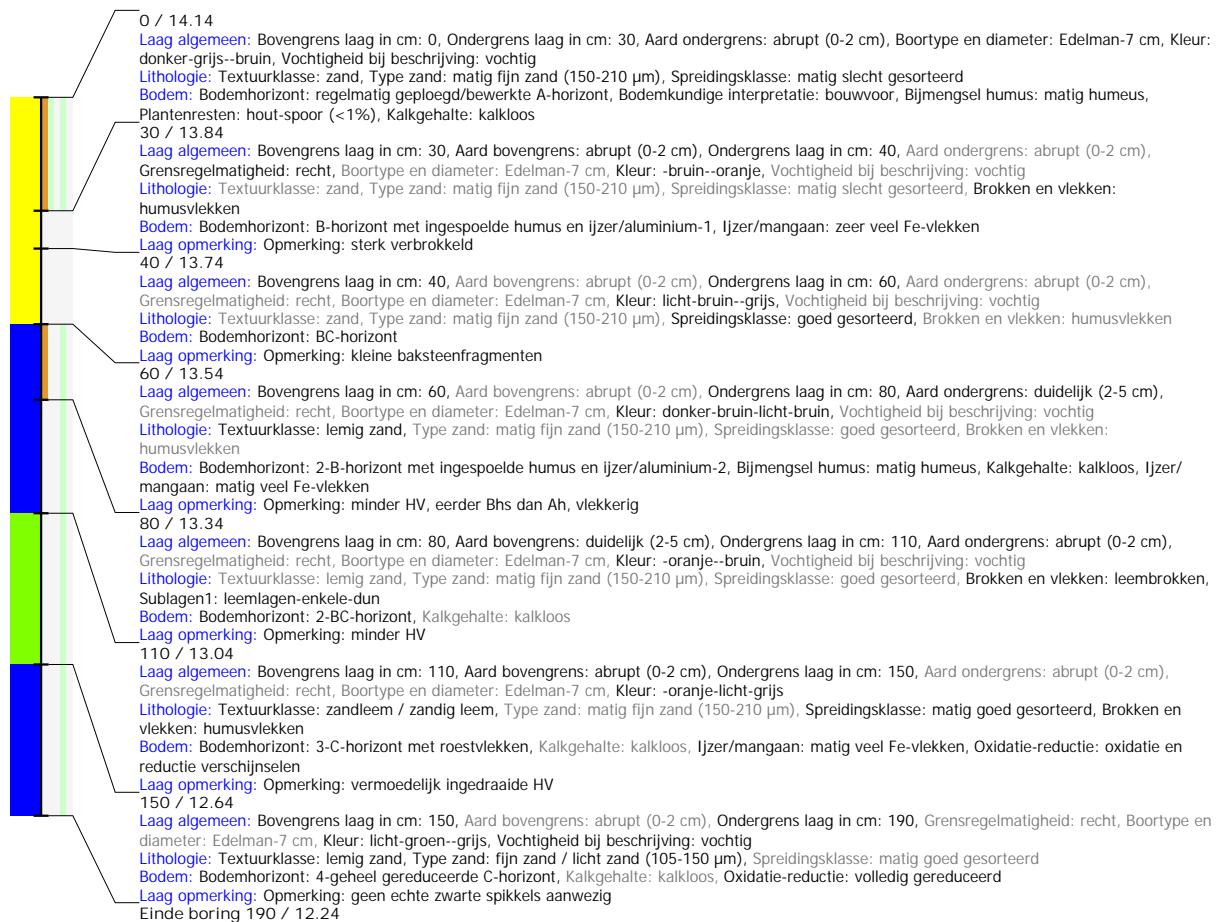 0 / 14.14
Laag algemeen: Bovengrens laag in cm: 0, Ondergrens laag in cm: 30, Aard ondergrens: abrupt (0-2 cm), Boortype en diameter: Edelman-7 cm, Kleur:
donker-grijs--bruin, Vochtigheid bij beschrijving: vochtig
Lithologie: Textuurklasse: zand, Type zand: matig fijn zand (150-210 µm), Spreidingsklasse: matig slecht gesorteerd
Bodem: Bodemhorizont: regelmatig geploegd/bewerkte A-horizont, Bodemkundige interpretatie: bouwvoor, Bijmengsel humus: matig humeus,
Plantenresten: hout-spoor (<1%), Kalkgehalte: kalkloos
30 / 13.84
Laag algemeen: Bovengrens laag in cm: 30, Aard bovengrens: abrupt (0-2 cm), Ondergrens laag in cm: 40, Aard ondergrens: abrupt (0-2 cm),
Grensregelmatigheid: recht, Boortype en diameter: Edelman-7 cm, Kleur: -bruin--oranje, Vochtigheid bij beschrijving: vochtig
Lithologie: Textuurklasse: zand, Type zand: matig fijn zand (150-210 µm), Spreidingsklasse: matig slecht gesorteerd, Brokken en vlekken:
humusvlekken
Bodem: Bodemhorizont: B-horizont met ingespoelde humus en ijzer/aluminium-1, Ijzer/mangaan: zeer veel Fe-vlekken
Laag opmerking: Opmerking: sterk verbrokkeld
40 / 13.74
Laag algemeen: Bovengrens laag in cm: 40, Aard bovengrens: abrupt (0-2 cm), Ondergrens laag in cm: 60, Aard ondergrens: abrupt (0-2 cm),
Grensregelmatigheid: recht, Boortype en diameter: Edelman-7 cm, Kleur: licht-bruin--grijs, Vochtigheid bij beschrijving: vochtig
Lithologie: Textuurklasse: zand, Type zand: matig fijn zand (150-210 µm), Spreidingsklasse: goed gesorteerd, Brokken en vlekken: humusvlekken
Bodem: Bodemhorizont: BC-horizont
Laag opmerking: Opmerking: kleine baksteenfragmenten
60 / 13.54
Laag algemeen: Bovengrens laag in cm: 60, Aard bovengrens: abrupt (0-2 cm), Ondergrens laag in cm: 80, Aard ondergrens: duidelijk (2-5 cm),
Grensregelmatigheid: recht, Boortype en diameter: Edelman-7 cm, Kleur: donker-bruin-licht-bruin, Vochtigheid bij beschrijving: vochtig
Lithologie: Textuurklasse: lemig zand, Type zand: matig fijn zand (150-210 µm), Spreidingsklasse: goed gesorteerd, Brokken en vlekken:
humusvlekken
Bodem: Bodemhorizont: 2-B-horizont met ingespoelde humus en ijzer/aluminium-2, Bijmengsel humus: matig humeus, Kalkgehalte: kalkloos, Ijzer/
mangaan: matig veel Fe-vlekken
Laag opmerking: Opmerking: minder HV, eerder Bhs dan Ah, vlekkerig
80 / 13.34
Laag algemeen: Bovengrens laag in cm: 80, Aard bovengrens: duidelijk (2-5 cm), Ondergrens laag in cm: 110, Aard ondergrens: abrupt (0-2 cm),
Grensregelmatigheid: recht, Boortype en diameter: Edelman-7 cm, Kleur: -oranje--bruin, Vochtigheid bij beschrijving: vochtig
Lithologie: Textuurklasse: lemig zand, Type zand: matig fijn zand (150-210 µm), Spreidingsklasse: goed gesorteerd, Brokken en vlekken: leembrokken,
Sublagen1: leemlagen-enkele-dun
Bodem: Bodemhorizont: 2-BC-horizont, Kalkgehalte: kalkloos
Laag opmerking: Opmerking: minder HV
110 / 13.04
Laag algemeen: Bovengrens laag in cm: 110, Aard bovengrens: abrupt (0-2 cm), Ondergrens laag in cm: 150, Aard ondergrens: abrupt (0-2 cm),
Grensregelmatigheid: recht, Boortype en diameter: Edelman-7 cm, Kleur: -oranje-licht-grijs
Lithologie: Textuurklasse: zandleem / zandig leem, Type zand: matig fijn zand (150-210 µm), Spreidingsklasse: matig goed gesorteerd, Brokken en
vlekken: humusvlekken
Bodem: Bodemhorizont: 3-C-horizont met roestvlekken, Kalkgehalte: kalkloos, Ijzer/mangaan: matig veel Fe-vlekken, Oxidatie-reductie: oxidatie en
reductie verschijnselen
Laag opmerking: Opmerking: vermoedelijk ingedraaide HV
150 / 12.64
Laag algemeen: Bovengrens laag in cm: 150, Aard bovengrens: abrupt (0-2 cm), Ondergrens laag in cm: 190, Grensregelmatigheid: recht, Boortype en
diameter: Edelman-7 cm, Kleur: licht-groen--grijs, Vochtigheid bij beschrijving: vochtig
Lithologie: Textuurklasse: lemig zand, Type zand: fijn zand / licht zand (105-150 µm), Spreidingsklasse: matig goed gesorteerd
Bodem: Bodemhorizont: 4-geheel gereduceerde C-horizont, Kalkgehalte: kalkloos, Oxidatie-reductie: volledig gereduceerd
Laag opmerking: Opmerking: geen echte zwarte spikkels aanwezig
Einde boring 190 / 12.24